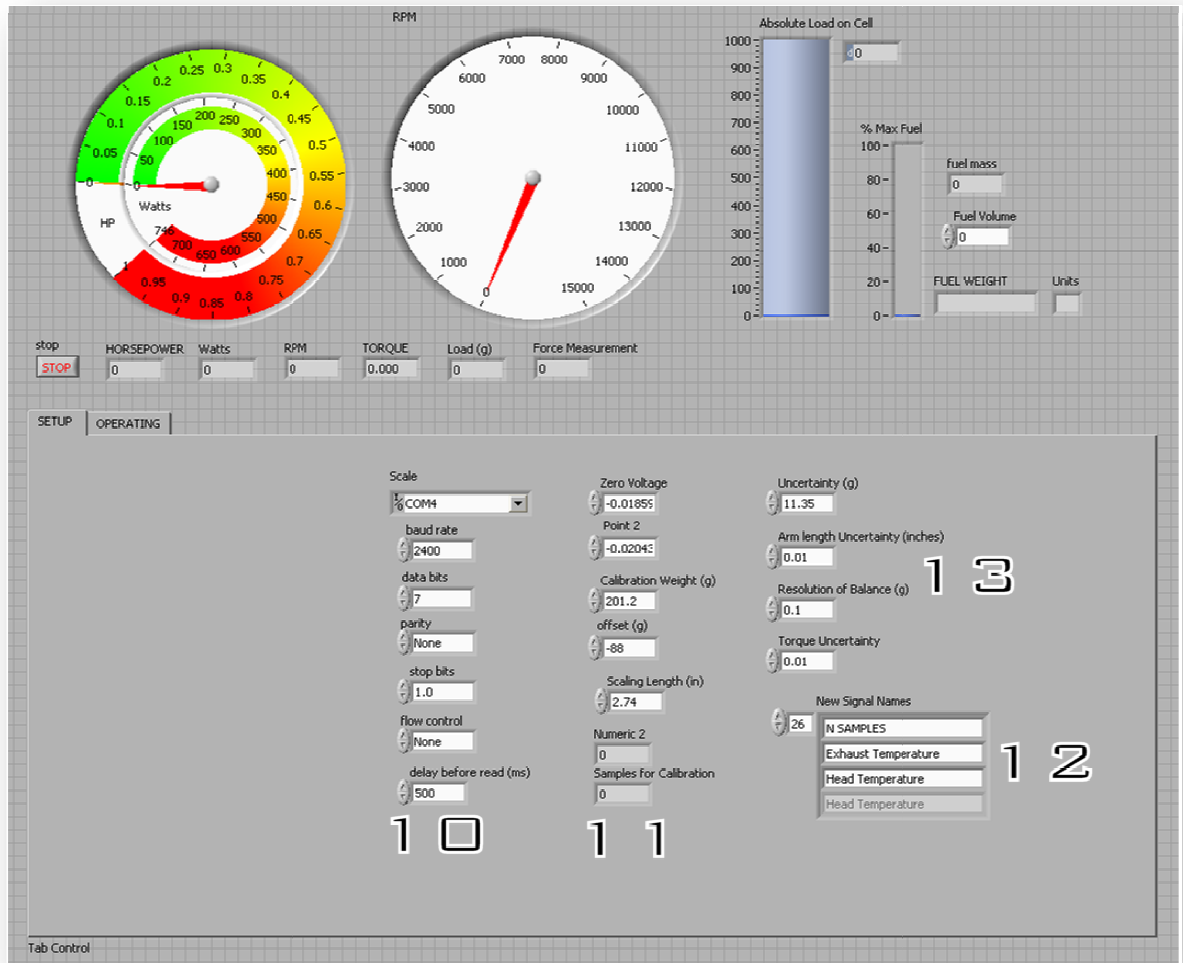 RPM
0
0.05
0.1
0.15
0.2
0.25
0.3
0.35
0.4
0.45
0.5
0.55
0.6
0.65
0.7
0.75
0.8
0.85
0.9
0.95
1
HP
0
50
100
150
200
250
300
350
400
450
500
550
600
650
700
746
Watts
0
1000
2000
3000
4000
5000
6000
7000
8000
9000
10000
11000
12000
13000
14000
15000
Absolute Load on Cell
d 0
1000
900
800
700
600
500
400
300
200
100
0
% Max Fuel
100
80
60
40
20
0
fuel mass
0
Fuel Volume
0
FUEL WEIGHT Units
stop
STOP
HORSEPOWER
0
Watts
0
RPM
0
TORQUE
0.000
Load (g)
0
Force Measurement
0
SETUP OPERATING
Scale
I/0 COM4
baud rate
2400
data bits
7
parity
None
stop bits
1.0
flow control
None
delay before read (ms)
500
10
Zero Voltage
-0.01859
Point 2
-0.02043
Calibration Weight (g)
201.2
offset (g)
-88
Scaling Length (in)
2.74
Numeric 2
0
Samples for Calibration
0
11
Uncertainty (g)
11.35
Arm length Uncertainty (inches)
0.01
Resolution of Balance (g)
0.1
Torque Uncertainty
0.01
13
New Signal Names
26
N SAMPLES
Exhaust Temperature
Head Temperature
Head Temperature
12
Tab Control